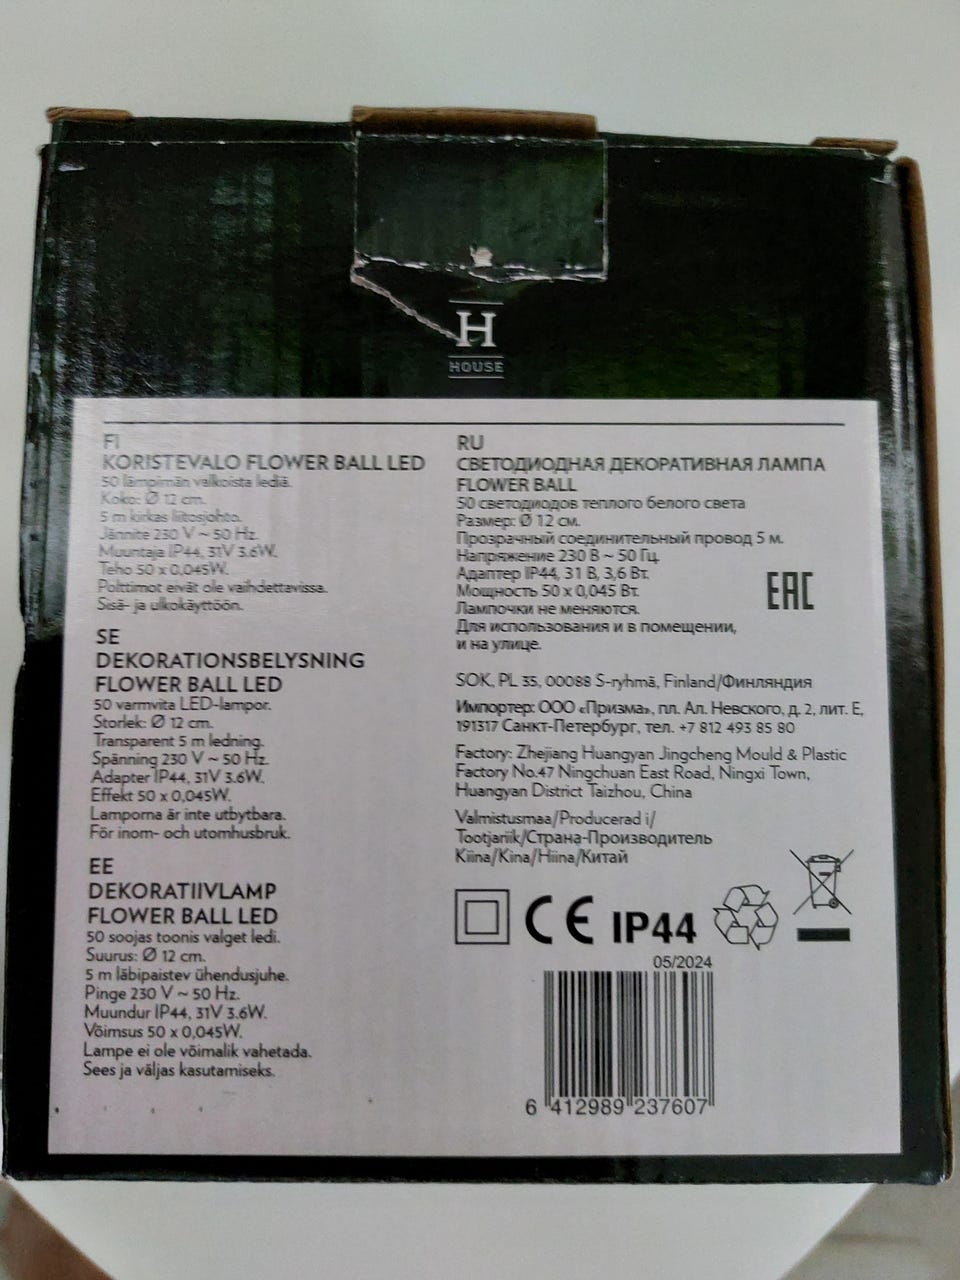 H
HOUSE
FI
KORISTEVALO FLOWER BALL LED
50 lämpimän valkoista lediä.
Koko: Ø 12 cm.
5 m kirkas liitosjohto.
Jännite 230 V ~ 50 Hz.
Muuntaja IP44, 31V 3.6W.
Teho 50 x 0,045W.
Polttimot eivät ole vaihdettavissa.
Sisä- ja ulkokäyttöön.
SE
DEKORATIONSBELYSNING
FLOWER BALL LED
50 varmvita LED-lampor.
Storlek: Ø 12 cm.
Transparent 5 m ledning.
Spänning 230 V ~ 50 Hz.
Adapter IP44, 31V 3.6W.
Effekt 50 x 0,045W.
Lamporna är inte utbytbara.
För inom- och utomhusbruk.
EE
DEKORATIIVLAMP
FLOWER BALL LED
50 soojas toonis valget ledi.
Suurus: Ø 12 cm.
5 m läbipaistev ühendusjuhe.
Pinge 230 V ~ 50 Hz.
Muundur IP44, 31V 3.6W.
Võimsus 50 x 0,045W.
Lampe ei ole võimalik vahetada.
Sees ja väljas kasutamiseks.
RU
СВЕТОДИОДНАЯ ДЕКОРАТИВНАЯ ЛАМПА
FLOWER BALL
50 светодиодов теплого белого света
Размер: Ø 12 см.
Прозрачный соединительный провод 5 м.
Напряжение 230 В ~ 50 Гц.
Адаптер IP44, 31 В, 3,6 Вт.
Мощность 50 x 0,045 Вт.
Лампочки не меняются.
Для использования и в помещении,
и на улице.
EAC
SOK, PL 35, 00088 S-ryhmä, Finland/Финляндия
Импортер: ООО «Призма», пл. Ал. Невского, д. 2, лит. Е,
191317 Санкт-Петербург, тел. +7 812 493 85 80
Factory: Zhejiang Huangyan Jingcheng Mould & Plastic
Factory No.47 Ningchuan East Road, Ningxi Town,
Huangyan District Taizhou, China
Valmistusmaa/Producerad i/
Tootjariik/Страна-Производитель
Kiina/Kina/Hiina/Китай
CE IP44
05/2024
6 412989 237607